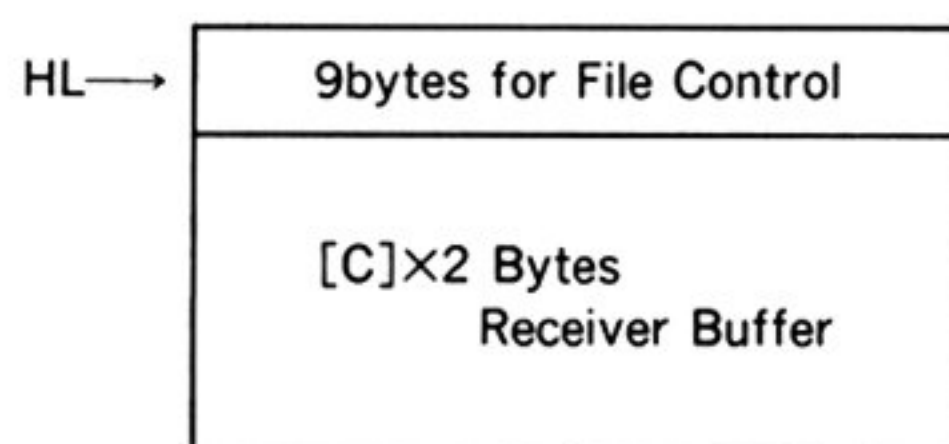 HL→ 9bytes for File Control
[C]×2 Bytes
Receiver Buffer